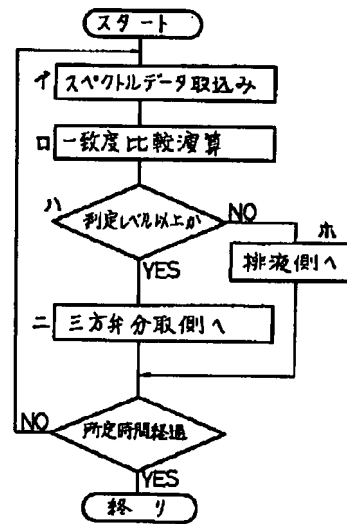 スタート
イ スペクトルデータ取込み
ロ 一致度比較演算
ハ 判定レベル以上か
NO
ホ
排液側へ
YES
ニ 三方弁分取側へ
NO
所定時間経過
YES
終り